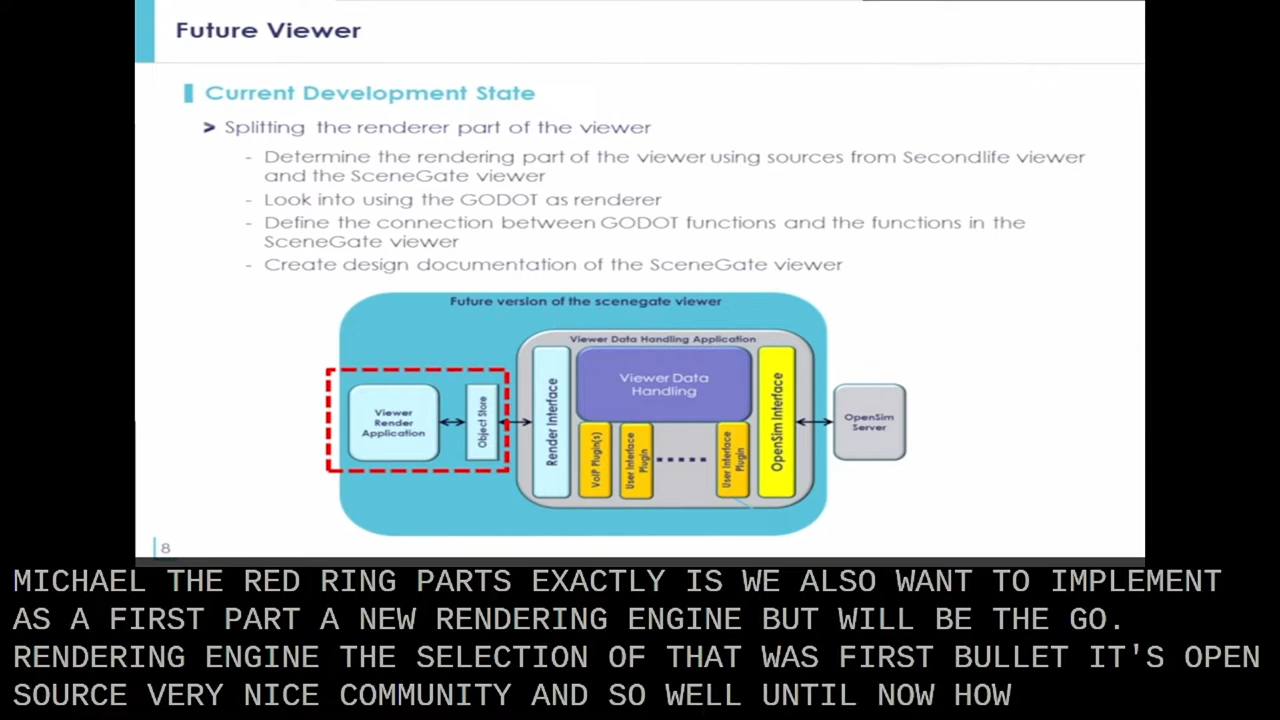 Future Viewer
Current Development State
> Splitting the renderer part of the viewer
- Determine the rendering part of the viewer using sources from Secondlife viewer
and the SceneGate viewer
- Look into using the GODOT as renderer
- Define the connection between GODOT functions and the functions in the
SceneGate viewer
- Create design documentation of the SceneGate viewer
Future version of the scenegate viewer
Viewer Data Handling Application
Viewer
Render
Application
Object Store
Render Interface
Viewer Data
Handling
VoIP Plugin(s)
User Interface
Plugin
User Interface
Plugin
OpenSim Interface
OpenSim
Server
8
MICHAEL THE RED RING PARTS EXACTLY IS WE ALSO WANT TO IMPLEMENT
AS A FIRST PART A NEW RENDERING ENGINE BUT WILL BE THE GO.
RENDERING ENGINE THE SELECTION OF THAT WAS FIRST BULLET IT'S OPEN
SOURCE VERY NICE COMMUNITY AND SO WELL UNTIL NOW HOW